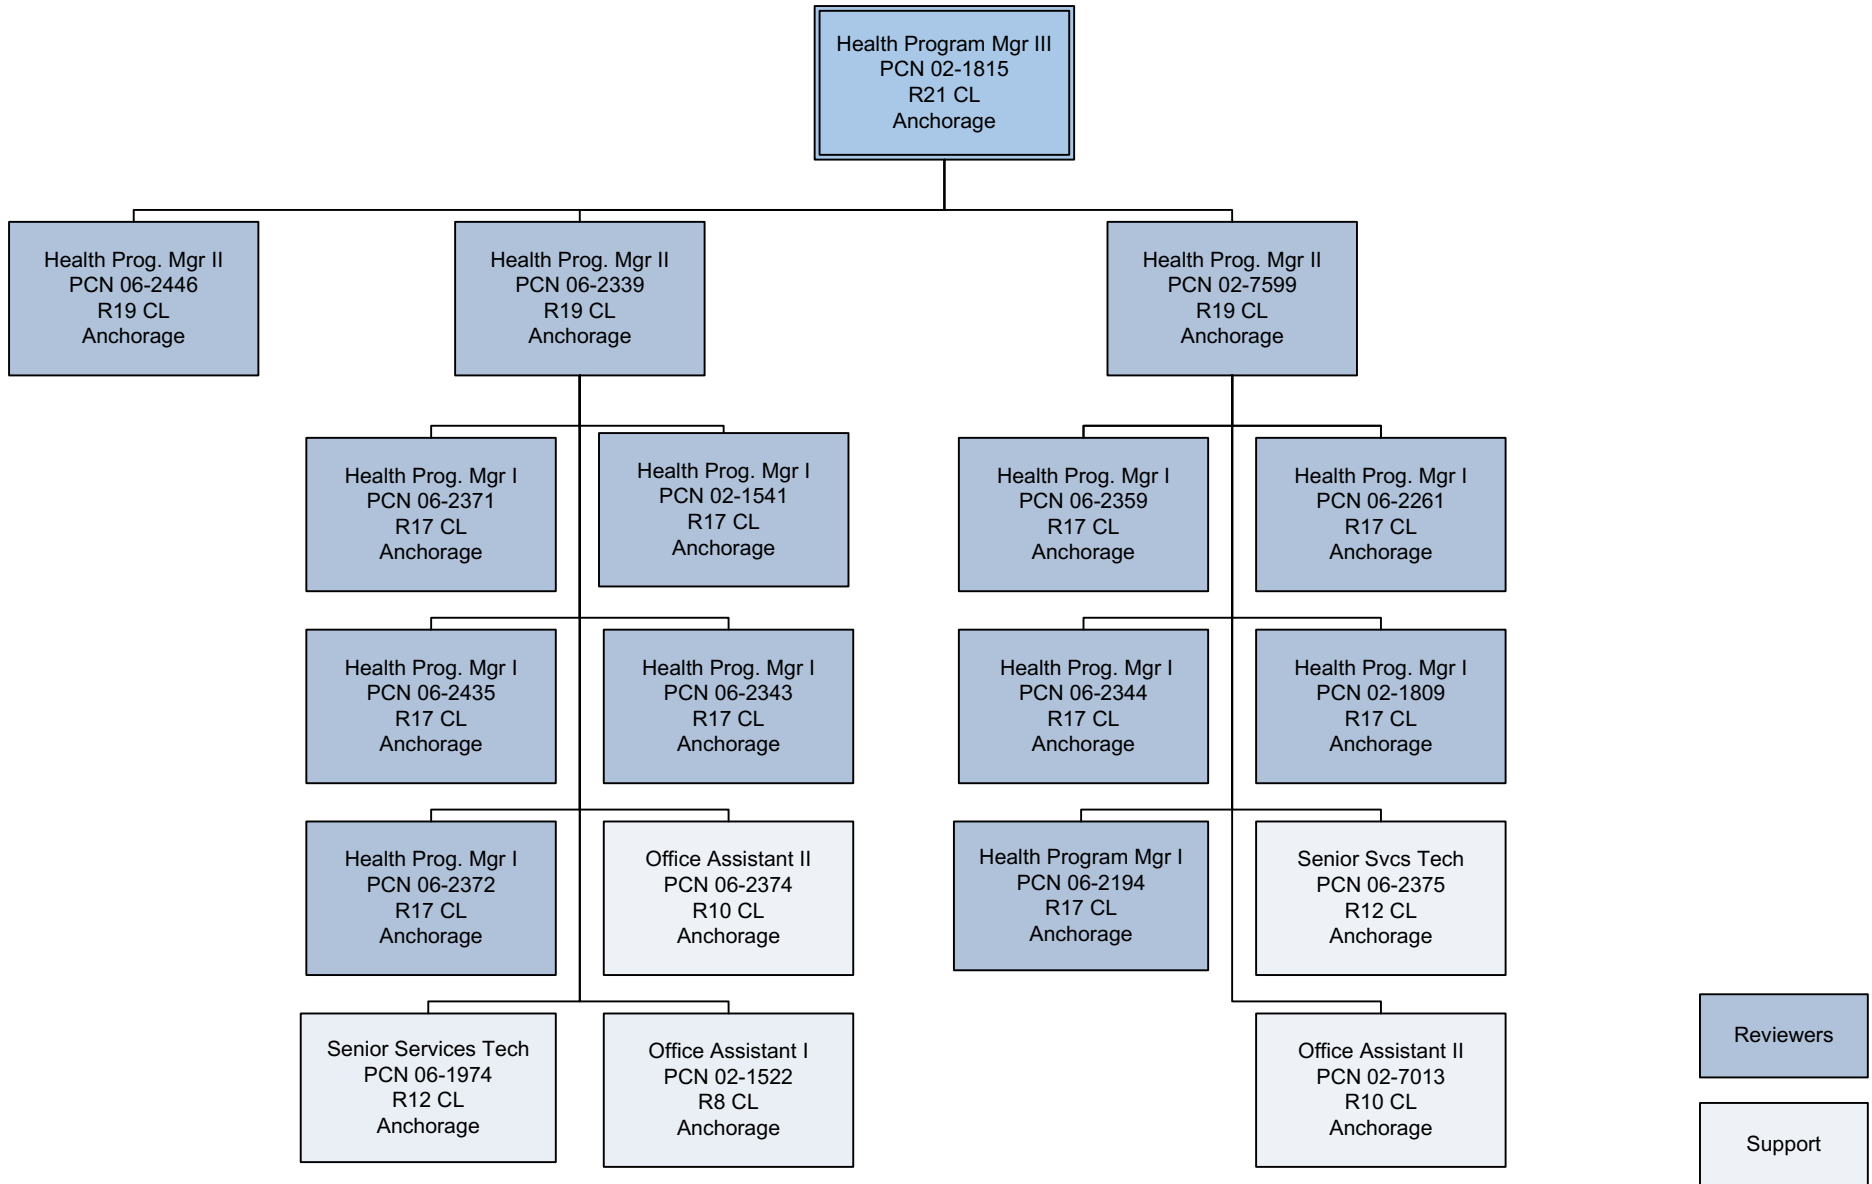 Health Program Mgr III
PCN 02-1815
R21 CL
Anchorage
Health Prog. Mgr II
PCN 06-2446
R19 CL
Anchorage
Health Prog. Mgr II
PCN 06-2339
R19 CL
Anchorage
Health Prog. Mgr II
PCN 02-7599
R19 CL
Anchorage
Health Prog. Mgr I
PCN 06-2371
R17 CL
Anchorage
Health Prog. Mgr I
PCN 02-1541
R17 CL
Anchorage
Health Prog. Mgr I
PCN 06-2359
R17 CL
Anchorage
Health Prog. Mgr I
PCN 06-2261
R17 CL
Anchorage
Health Prog. Mgr I
PCN 06-2435
R17 CL
Anchorage
Health Prog. Mgr I
PCN 06-2343
R17 CL
Anchorage
Health Prog. Mgr I
PCN 06-2344
R17 CL
Anchorage
Health Prog. Mgr I
PCN 02-1809
R17 CL
Anchorage
Health Prog. Mgr I
PCN 06-2372
R17 CL
Anchorage
Office Assistant II
PCN 06-2374
R10 CL
Anchorage
Health Program Mgr I
PCN 06-2194
R17 CL
Anchorage
Senior Svcs Tech
PCN 06-2375
R12 CL
Anchorage
Senior Services Tech
PCN 06-1974
R12 CL
Anchorage
Office Assistant I
PCN 02-1522
R8 CL
Anchorage
Office Assistant II
PCN 02-7013
R10 CL
Anchorage
Reviewers
Support